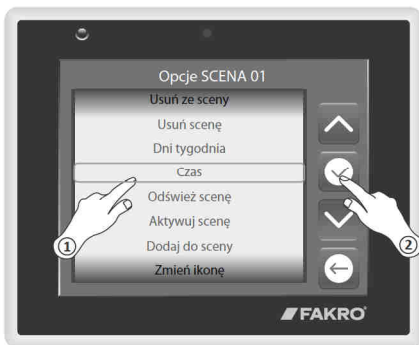 Opcje SCENA 01
Usuń ze sceny
Usuń scenę
Dni tygodnia
Czas
Odśwież scenę
Aktywuj scenę
Dodaj do sceny
Zmień ikonę
1
2
FAKRO®